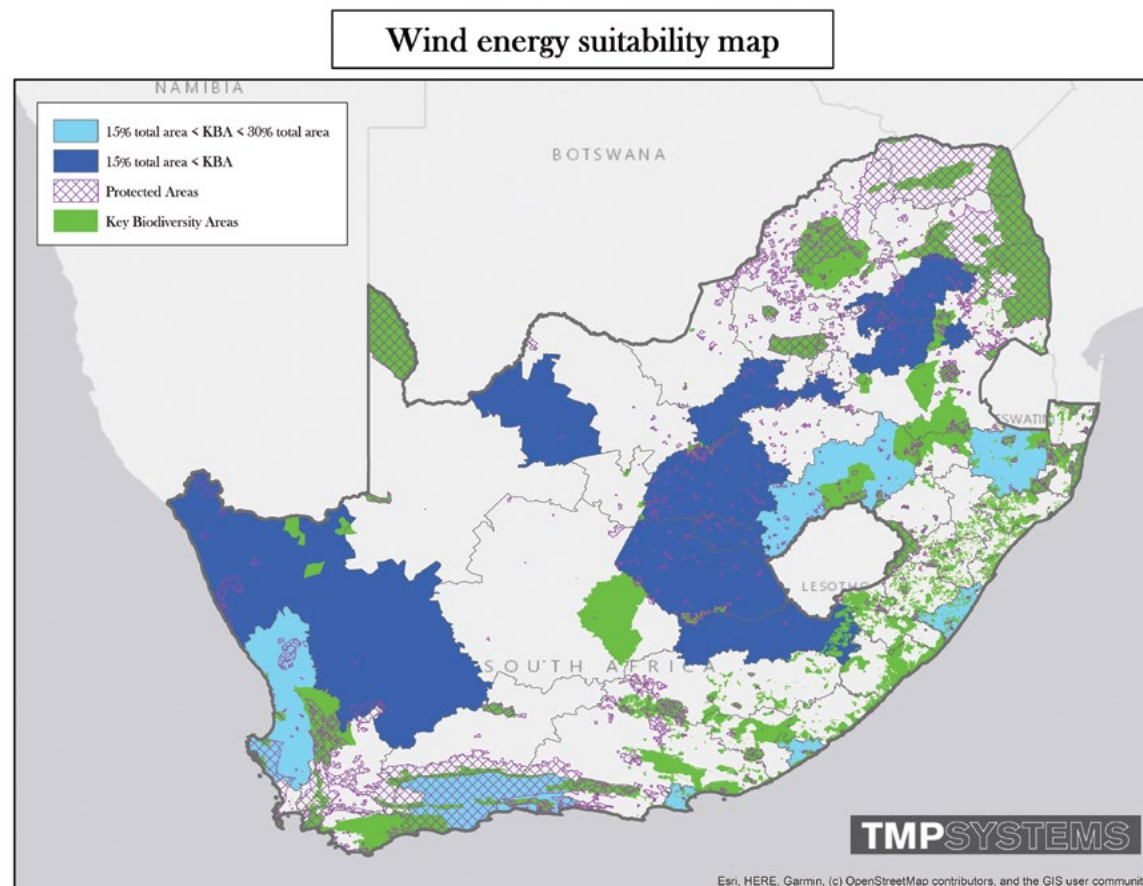 Wind energy suitability map
NAMIBIA
15% total area < KBA < 30% total area
15% total area < KBA
Protected Areas
Key Biodiversity Areas
BOTSWANA
ESWATINI
LESOTHO
SOUTH AFRICA
TMPSYSTEMS
Esri, HERE, Garmin, (c) OpenStreetMap contributors, and the GIS user communit